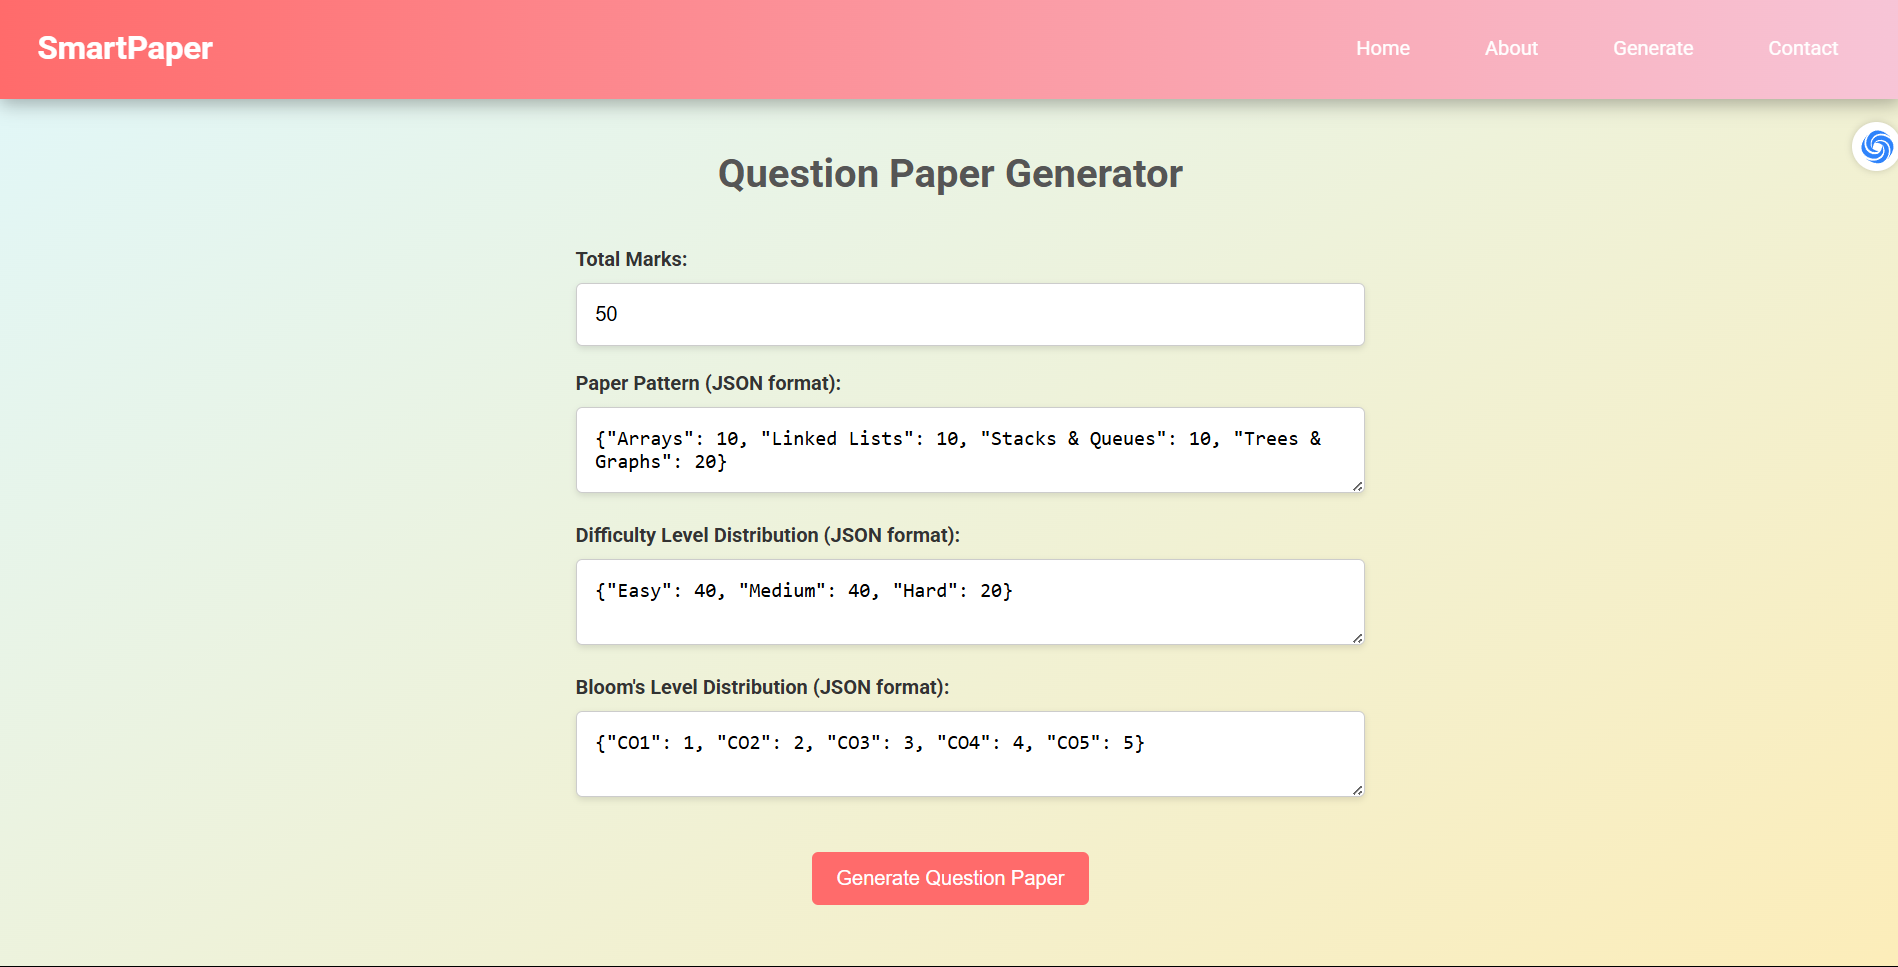 SmartPaper
Home
About
Generate
Contact
Question Paper Generator
Total Marks:
50
Paper Pattern (JSON format):
{"Arrays": 10, "Linked Lists": 10, "Stacks & Queues": 10, "Trees &
Graphs": 20}
Difficulty Level Distribution (JSON format):
{"Easy": 40, "Medium": 40, "Hard": 20}
Bloom's Level Distribution (JSON format):
{"CO1": 1, "CO2": 2, "CO3": 3, "CO4": 4, "CO5": 5}
Generate Question Paper